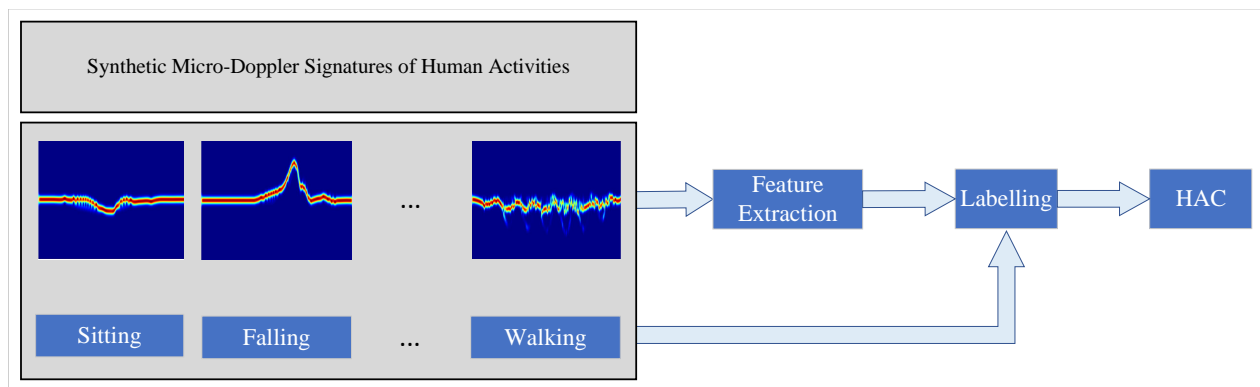 Synthetic Micro-Doppler Signatures of Human Activities
...
Feature
Extraction
Labelling
HAC
Sitting
Falling
...
Walking